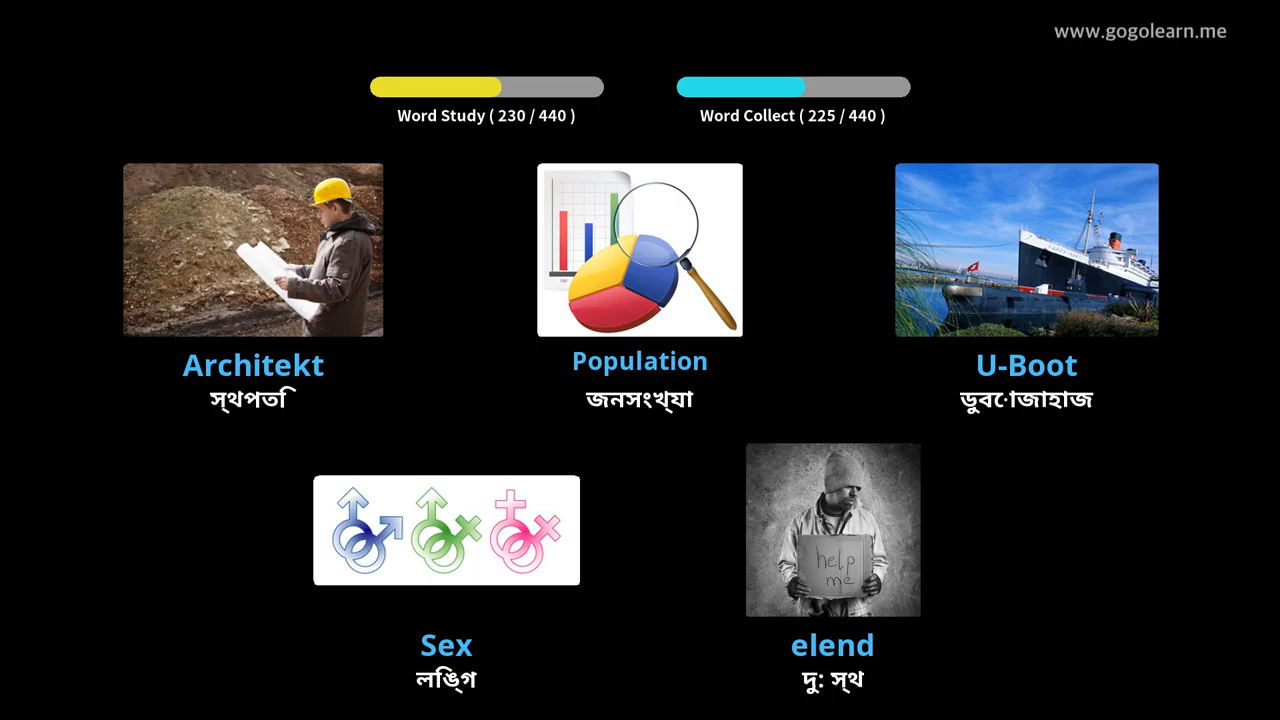 www.gogolearn.me
Word Study ( 230 / 440 )
Word Collect ( 225 / 440 )
Architekt
স্থপতি
Population
জনসংখ্যা
U-Boot
ডুবোজাহাজ
help
me
Sex
লিঙ্গ
elend
দু: স্থ